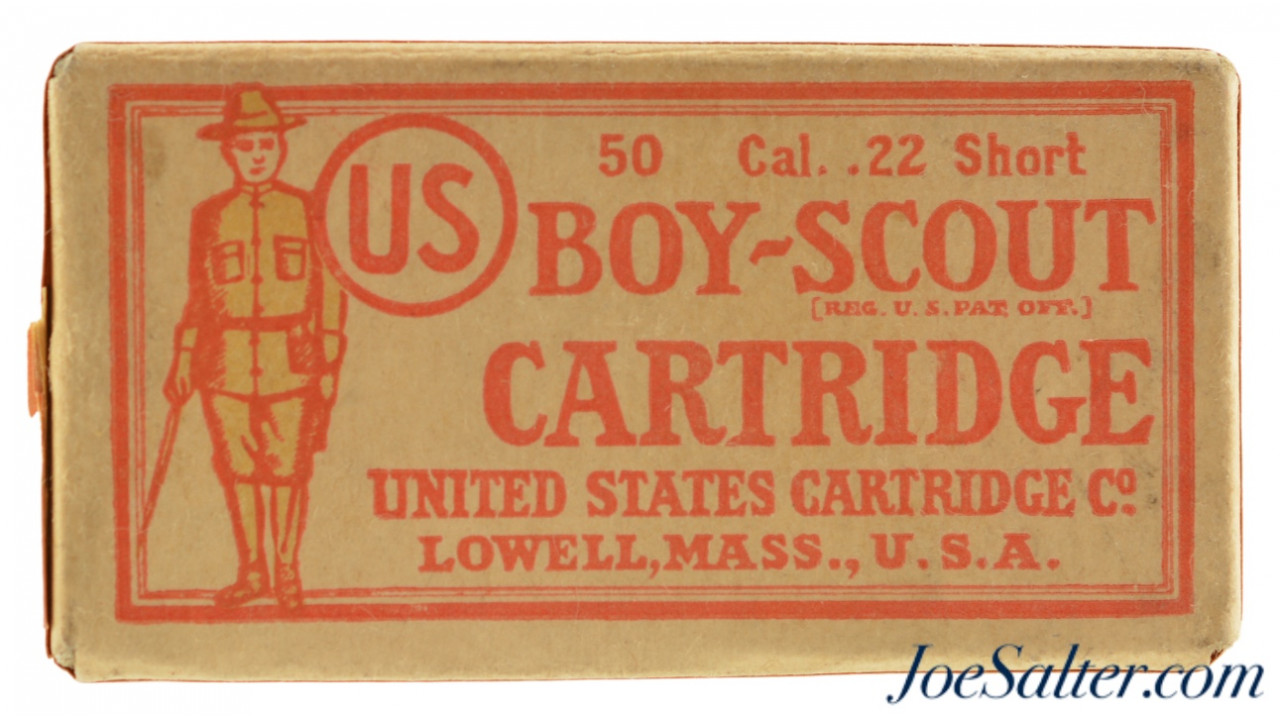 US
50 Cal. .22 Short
BOY-SCOUT
[REG. U. S. PAT. OFF.]
CARTRIDGE
UNITED STATES CARTRIDGE Cº.
LOWELL, MASS., U.S.A.
JoeSalter.com